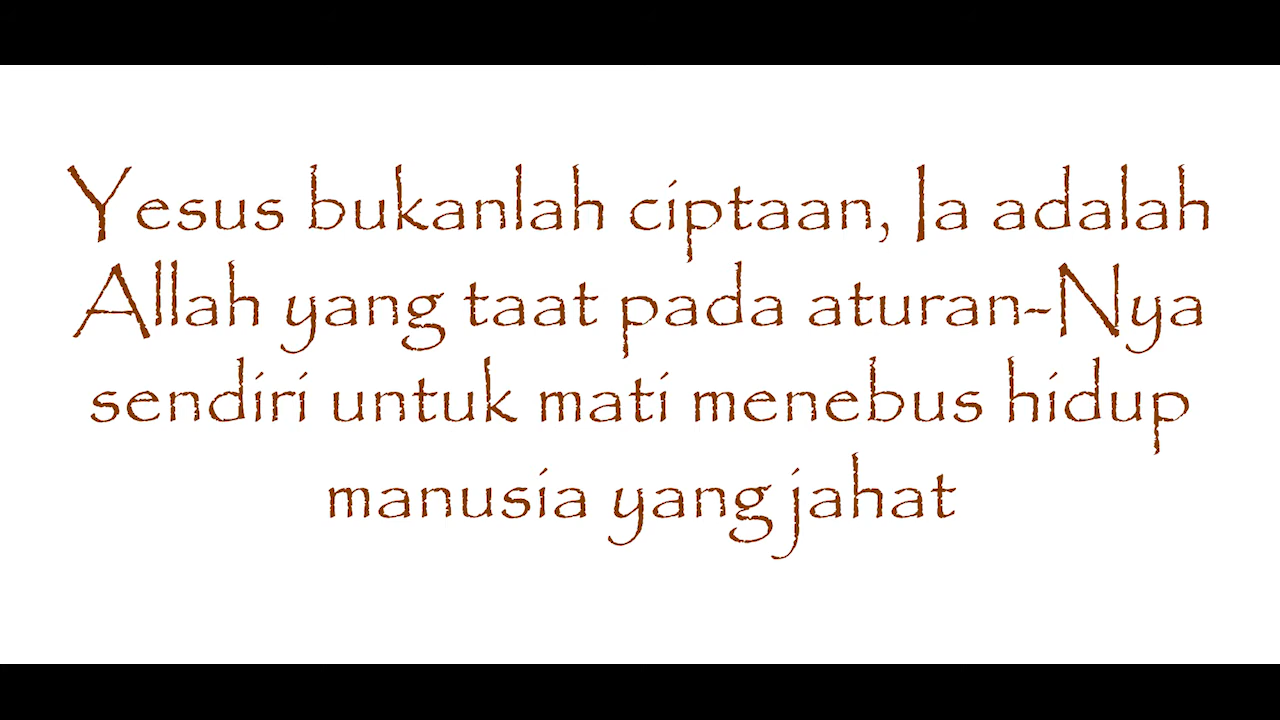 Yesus bukanlah ciptaan, Ia adalah
Allah yang taat pada aturan-Nya
sendiri untuk mati menebus hidup
manusia yang jahat